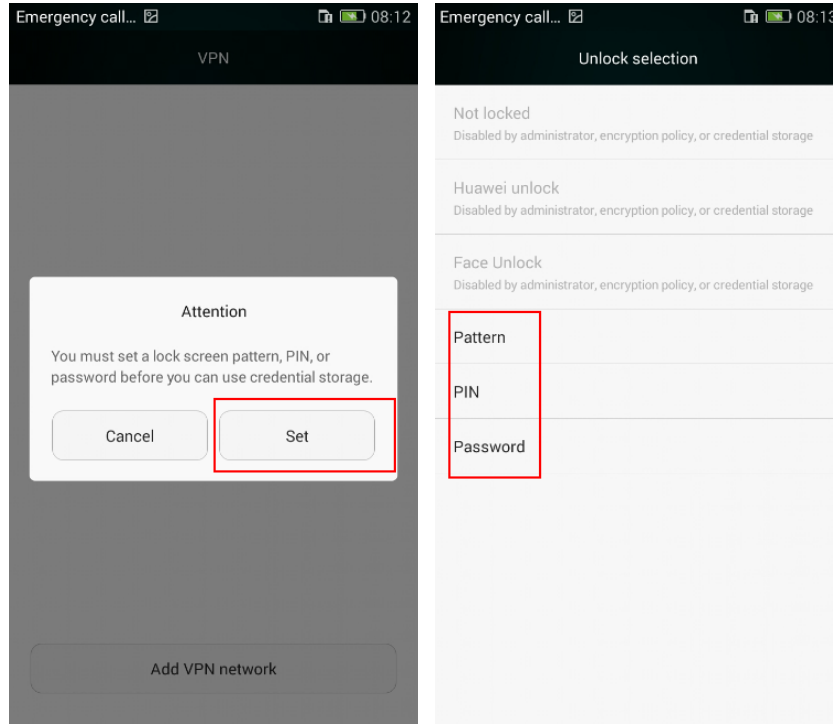 Emergency call... 08:12
VPN
Attention
You must set a lock screen pattern, PIN, or
password before you can use credential storage.
Cancel Set
Add VPN network
Emergency call... 08:13
Unlock selection
Not locked
Disabled by administrator, encryption policy, or credential storage
Huawei unlock
Disabled by administrator, encryption policy, or credential storage
Face Unlock
Disabled by administrator, encryption policy, or credential storage
Pattern
PIN
Password